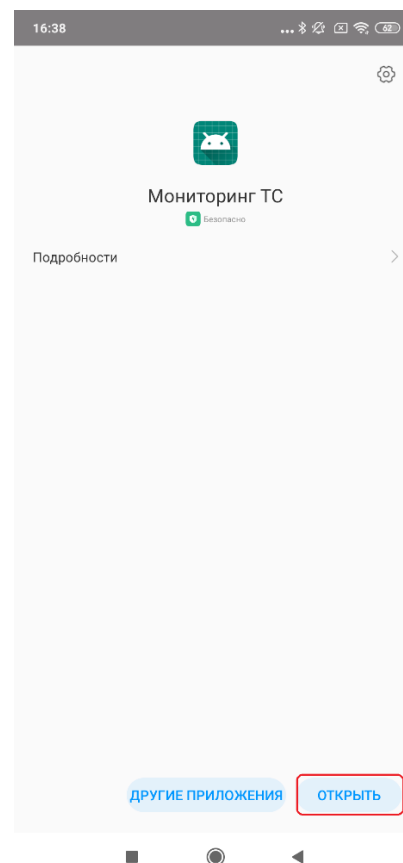 16:38
62
Мониторинг ТС
Безопасно
Подробности
ДРУГИЕ ПРИЛОЖЕНИЯ
ОТКРЫТЬ